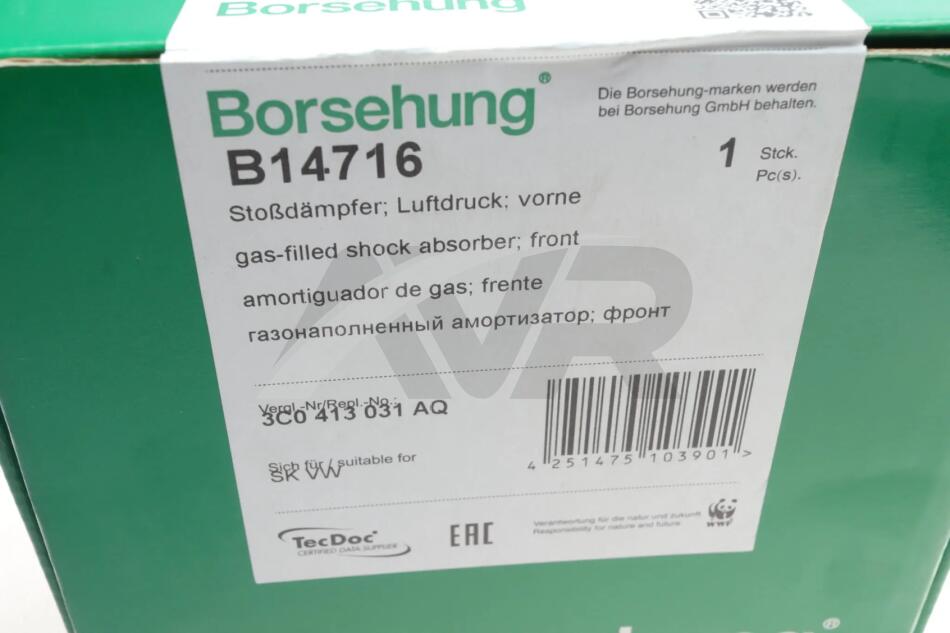 Borsehung
Borsehung®
Die Borsehung-marken werden
bei Borsehung GmbH behalten.
B14716
1 Stck.
Pc(s).
Stoßdämpfer; Luftdruck; vorne
gas-filled shock absorber; front
amortiguador de gas; frente
газонаполненный амортизатор; фронт
VR
Vergl.-Nr/Repl.-No.:
3C0 413 031 AQ
Sich für / suitable for
SK VW
4 251475 103901 >
TecDoc®
CERTIFIED DATA SUPPLIER
EAC
Verantwortung für die natur und zukunft
Responsibility for nature and future.
WWF
®